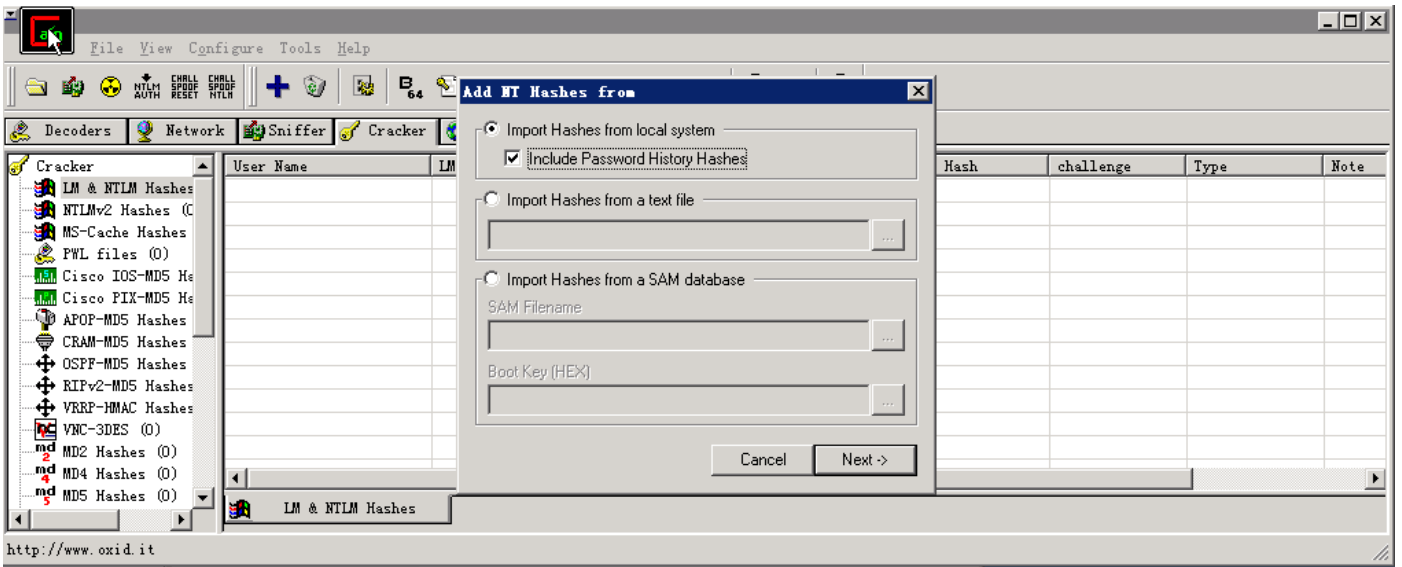 Cain
File View Configure Tools Help
NTLM AUTH
CHALL SPOOF RESET
CHALL SPOOF NTLM
B64
Decoders
Network
Sniffer
Cracker
Cracker
LM & NTLM Hashes
NTLMv2 Hashes (
MS-Cache Hashes
PWL files (0)
Cisco IOS-MD5 Ha
Cisco PIX-MD5 Ha
APOP-MD5 Hashes
CRAM-MD5 Hashes
OSPF-MD5 Hashes
RIPv2-MD5 Hashes
VRRP-HMAC Hashes
VNC-3DES (0)
MD2 Hashes (0)
MD4 Hashes (0)
MD5 Hashes (0)
User Name
LM
Hash
challenge
Type
Note
Add NT Hashes from
Import Hashes from local system
Include Password History Hashes
Import Hashes from a text file
...
Import Hashes from a SAM database
SAM Filename
...
Boot Key (HEX)
...
Cancel
Next ->
LM & NTLM Hashes
http://www.oxid.it